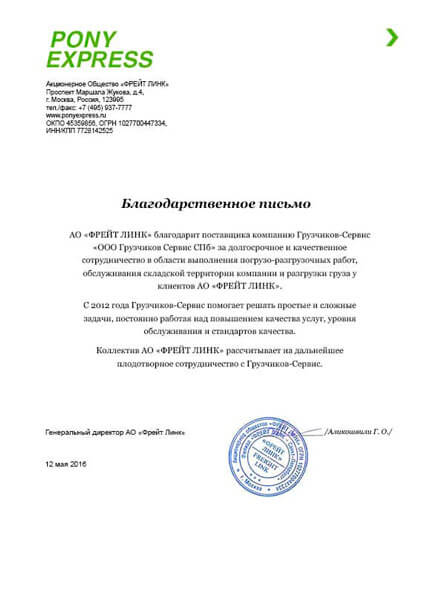 PONY
EXPRESS
Акционерное Общество «ФРЕЙТ ЛИНК»
Проспект Маршала Жукова, д.4,
г. Москва, Россия, 123995
тел./факс: +7 (495) 937-7777
www.ponyexpress.ru
ОКПО 45359856, ОГРН 1027700447334,
ИНН/КПП 7728142525
Благодарственное письмо
АО «ФРЕЙТ ЛИНК» благодарит поставщика компанию Грузчиков-Сервис
«ООО Грузчиков Сервис СПб» за долгосрочное и качественное
сотрудничество в области выполнения погрузо-разгрузочных работ,
обслуживания складской территории компании и разгрузки груза у
клиентов АО «ФРЕЙТ ЛИНК».
С 2012 года Грузчиков-Сервис помогает решать простые и сложные
задачи, постоянно работая над повышением качества услуг, уровня
обслуживания и стандартов качества.
Коллектив АО «ФРЕЙТ ЛИНК» рассчитывает на дальнейшее
плодотворное сотрудничество с Грузчиков-Сервис.
Генеральный директор АО «Фрейт Линк»
/Аликошвили Г. О./
«ФРЕЙТ
ЛИНК»
FREIGHT
LINK
г. Москва
12 мая 2016